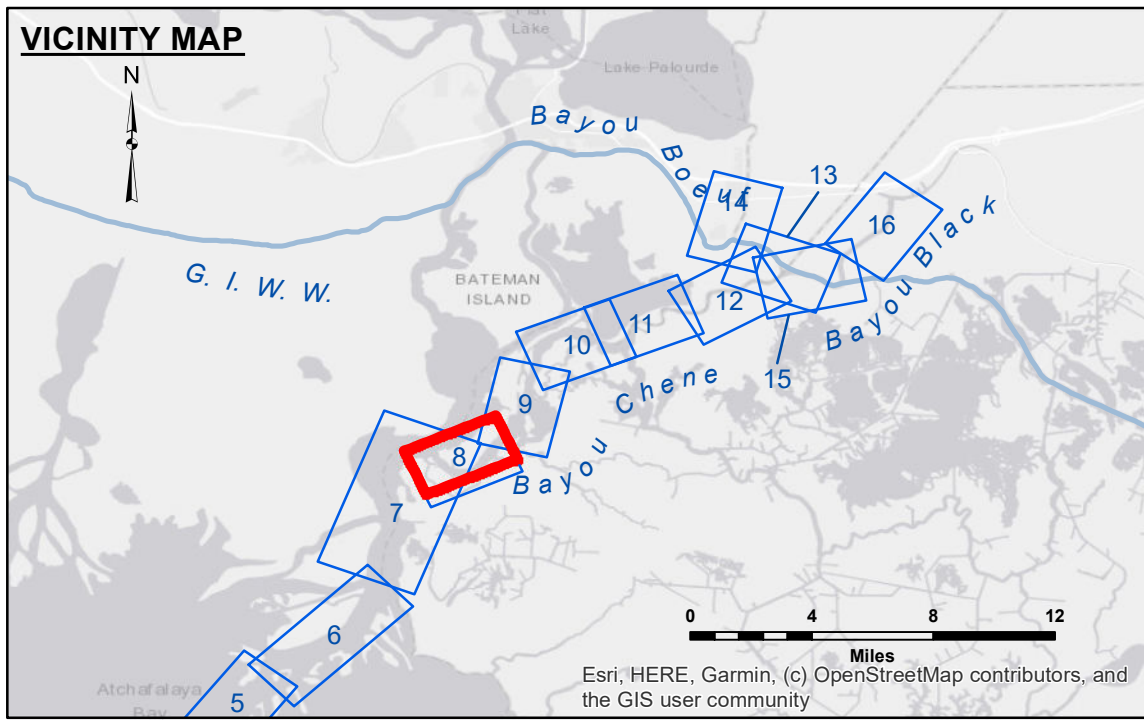 VICINITY MAP
N
Flat
Lake
Lake Palourde
Bayou
Boeuf
13
14
16
Bayou Black
G. I. W. W.
BATEMAN
ISLAND
12
11
10
15
Bayou Chene
9
8
7
6
5
Atchafalaya
Bay
0 4 8 12
Miles
Esri, HERE, Garmin, (c) OpenStreetMap contributors, and
the GIS user community